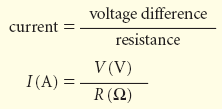 current = voltage difference / resistance
I (A) = V (V) / R (Ω)